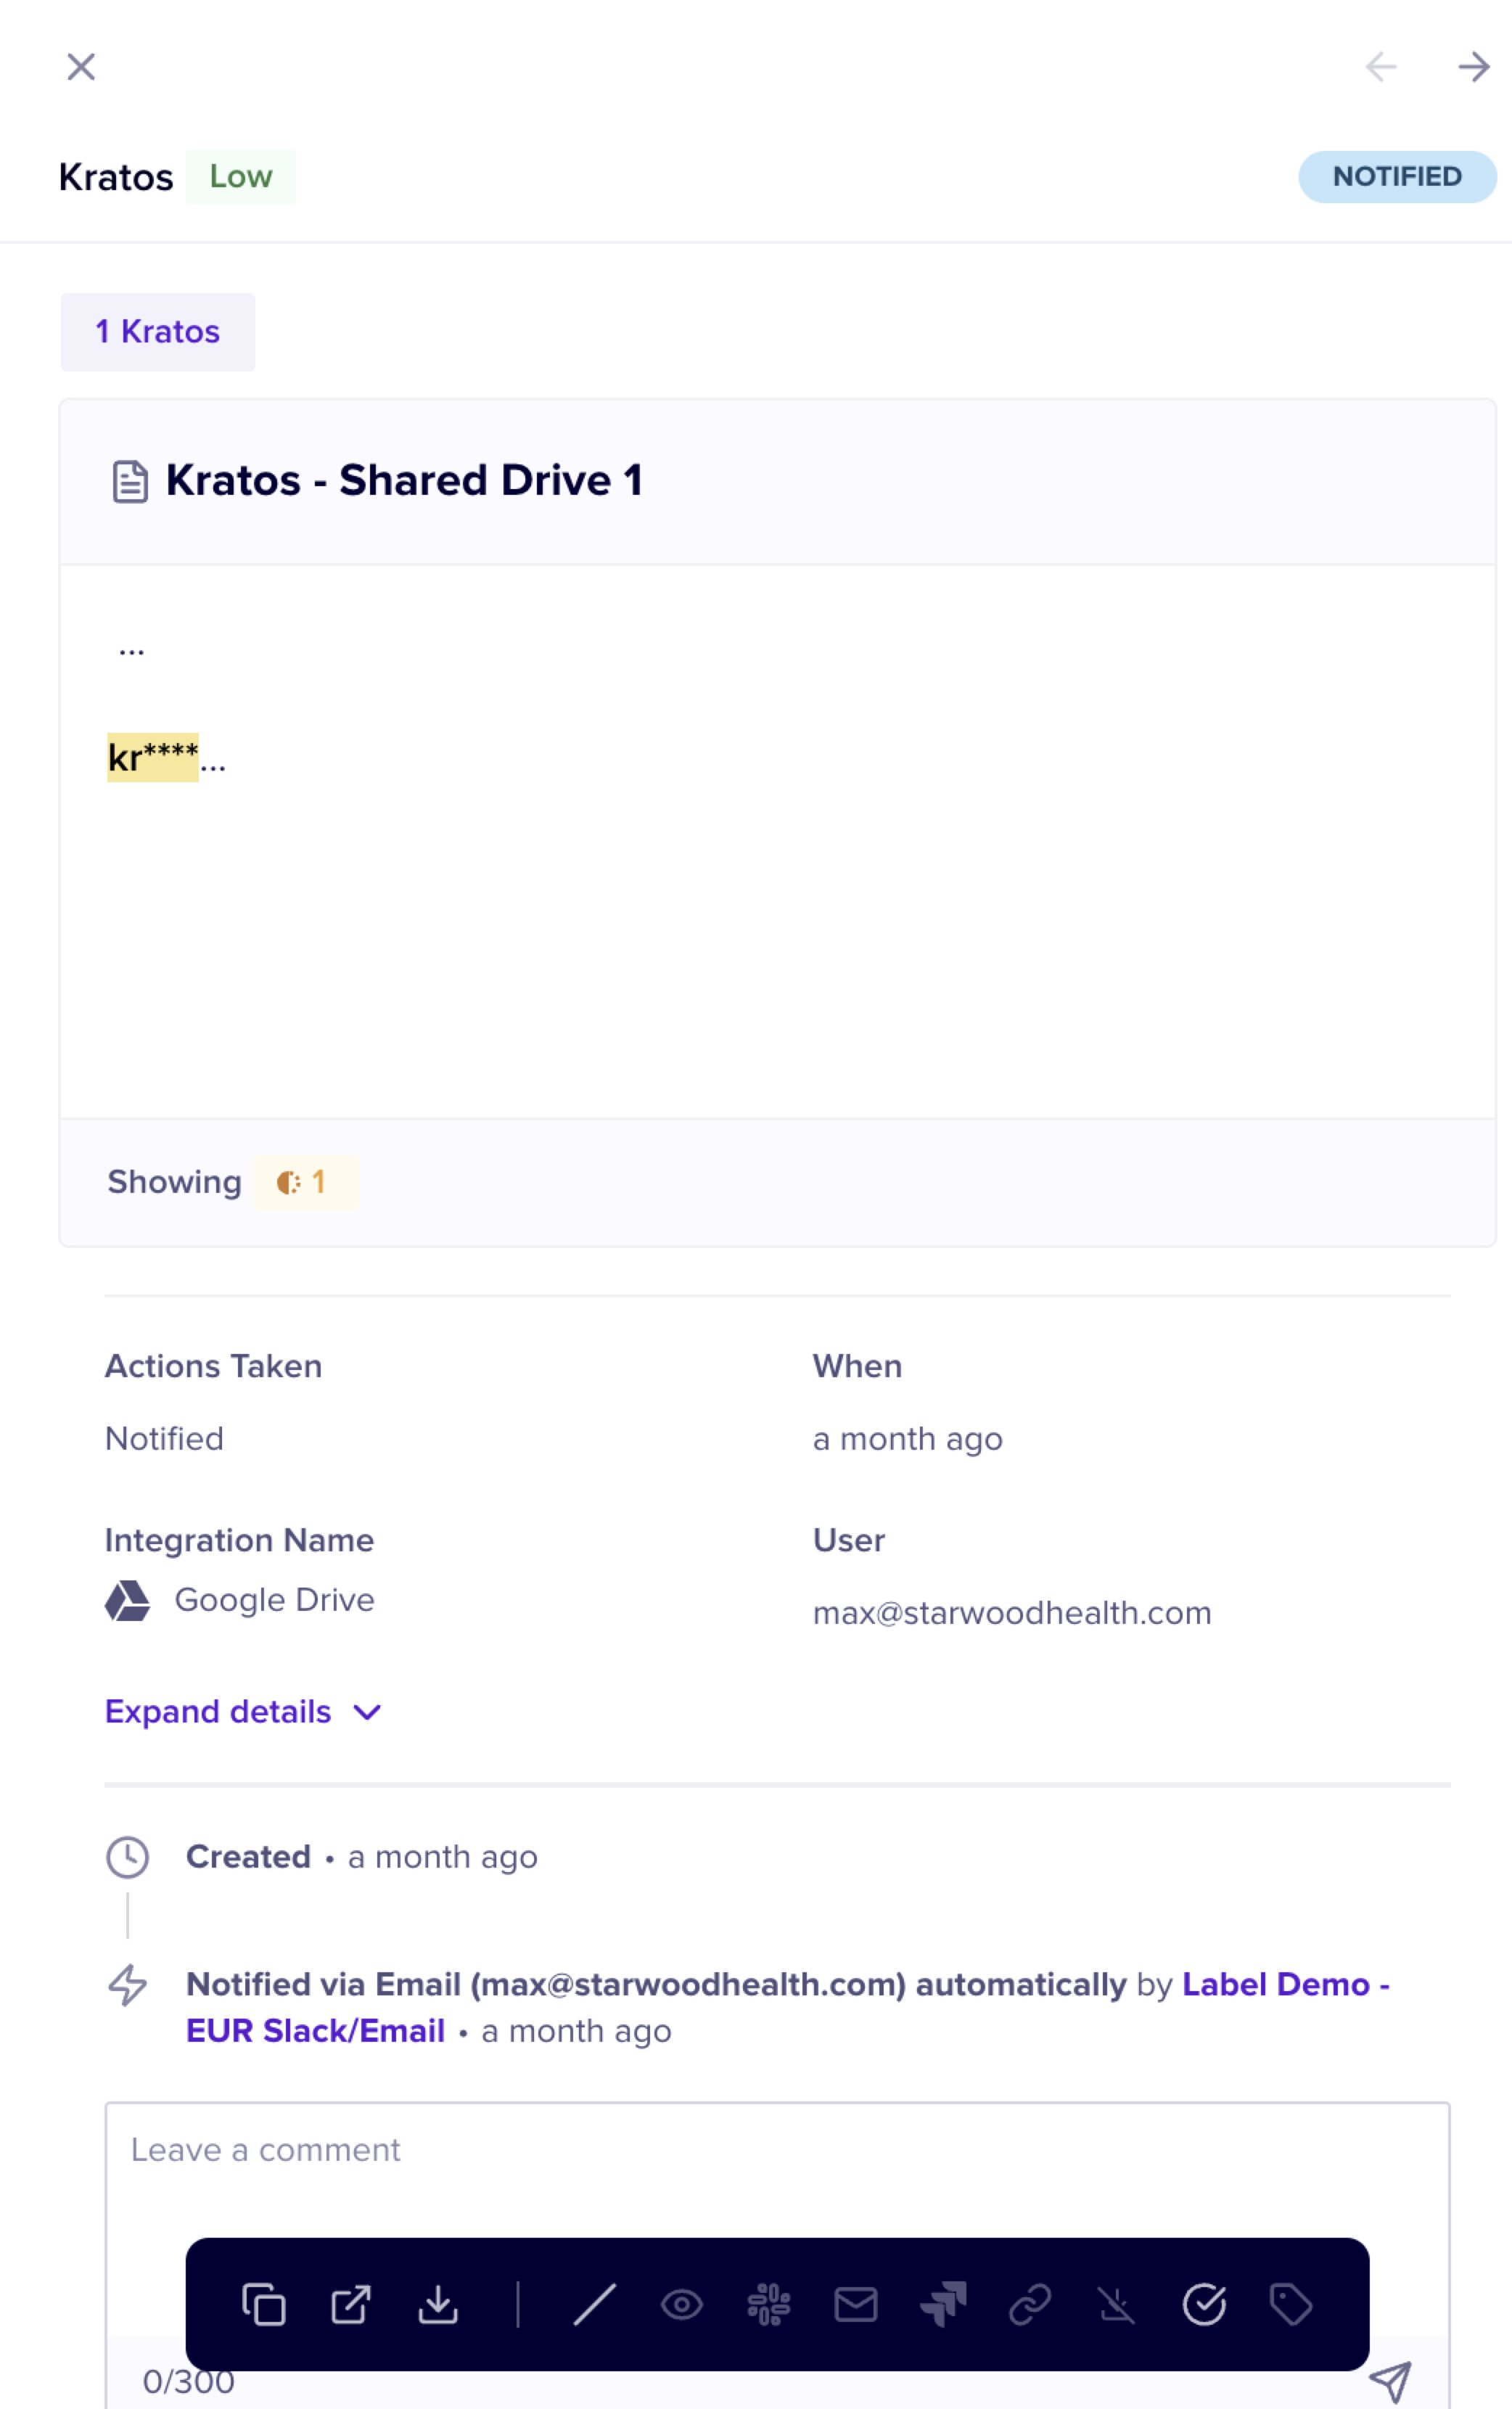 Kratos Low NOTIFIED
1 Kratos
Kratos - Shared Drive 1
...
kr****...
Showing 1
Actions Taken When
Notified a month ago
Integration Name User
Google Drive max@starwoodhealth.com
Expand details
Created • a month ago
Notified via Email (max@starwoodhealth.com) automatically by Label Demo -
EUR Slack/Email • a month ago
Leave a comment
0/300